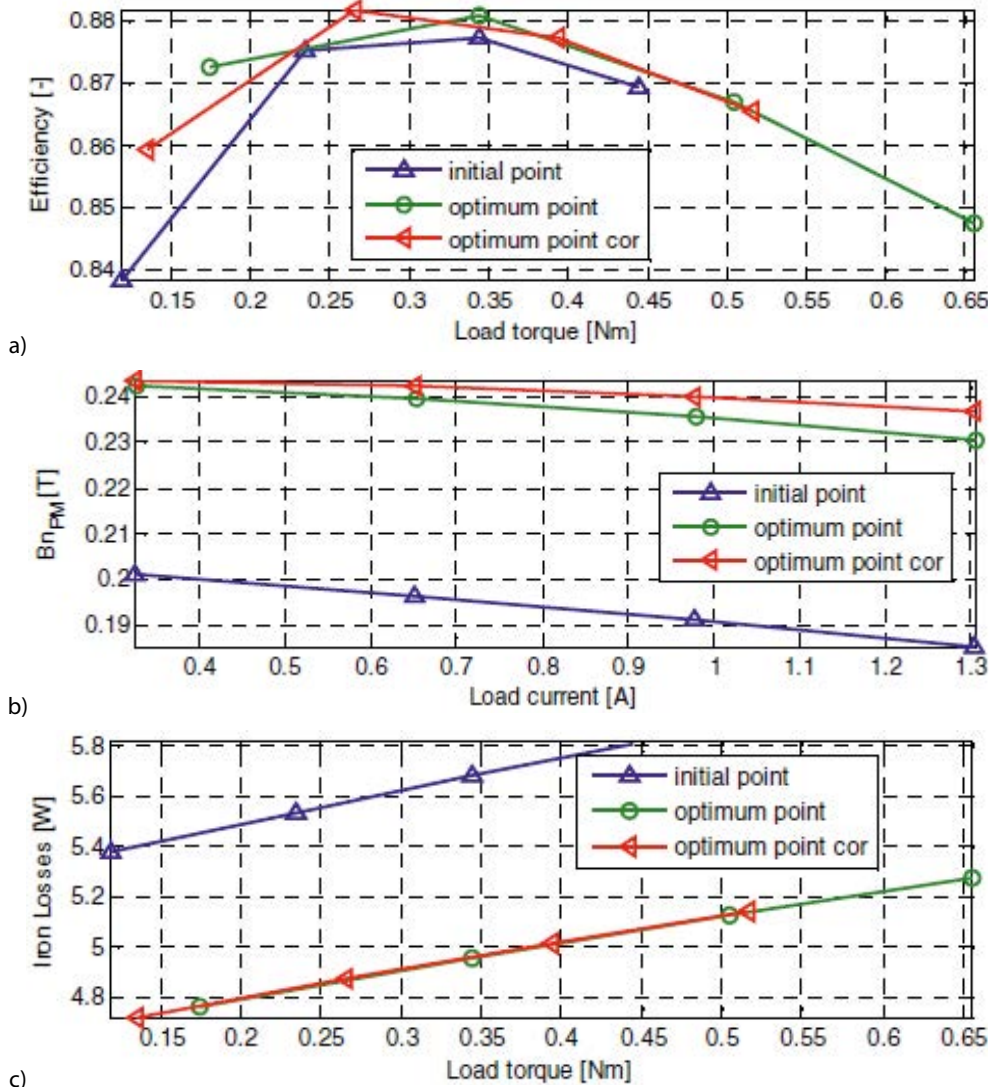 0.88
0.87
0.86
0.85
0.84
Efficiency [-]
initial point
optimum point
optimum point cor
0.15 0.2 0.25 0.3 0.35 0.4 0.45 0.5 0.55 0.6 0.65
Load torque [Nm]
a)
0.24
0.23
0.22
0.21
0.2
0.19
BnPM [T]
initial point
optimum point
optimum point cor
0.4 0.5 0.6 0.7 0.8 0.9 1 1.1 1.2 1.3
Load current [A]
b)
5.8
5.6
5.4
5.2
5
4.8
Iron Losses [W]
initial point
optimum point
optimum point cor
0.15 0.2 0.25 0.3 0.35 0.4 0.45 0.5 0.55 0.6 0.65
Load torque [Nm]
c)